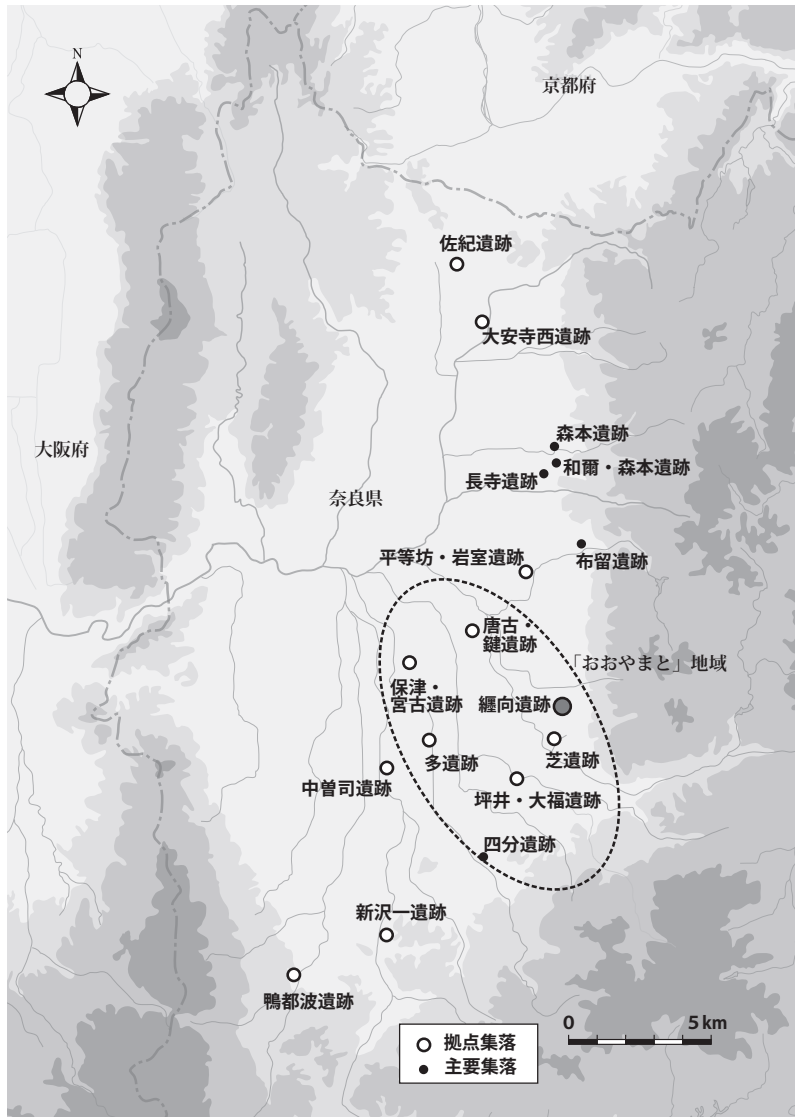 N
京都府
佐紀遺跡
大安寺西遺跡
森本遺跡
大阪府
和爾・森本遺跡
長寺遺跡
奈良県
平等坊・岩室遺跡
布留遺跡
唐古・
鍵遺跡
「おおやまと」地域
保津・
宮古遺跡
纒向遺跡
多遺跡
芝遺跡
中曽司遺跡
坪井・大福遺跡
四分遺跡
新沢一遺跡
鴨都波遺跡
0 5km
拠点集落
主要集落